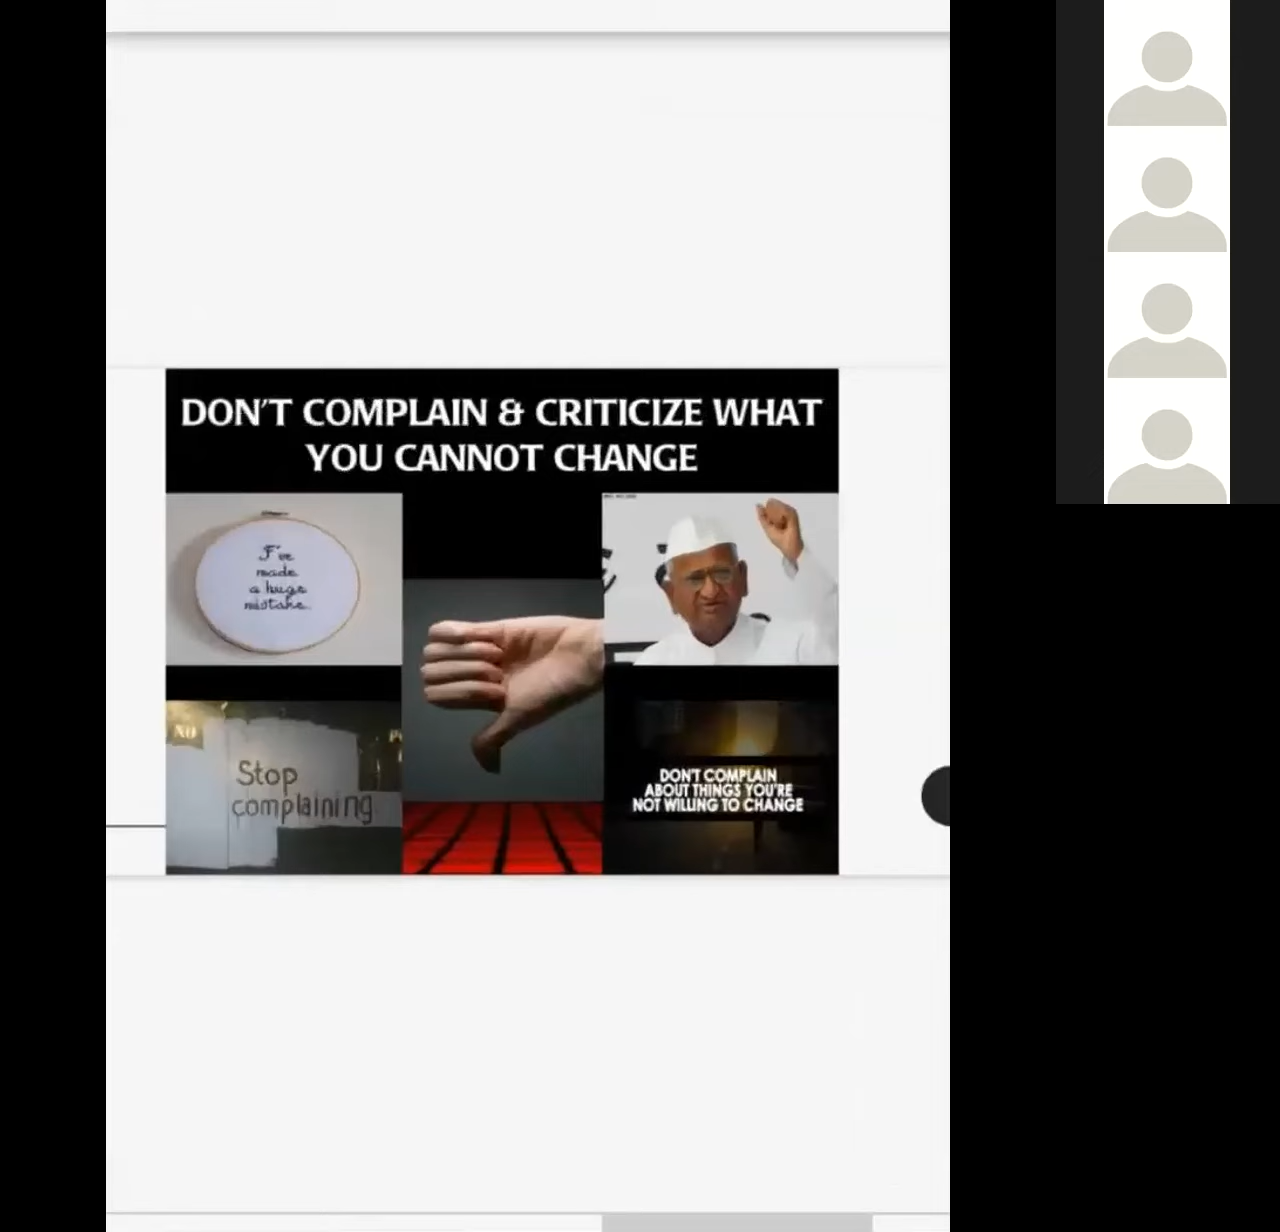 DON'T COMPLAIN & CRITICIZE WHAT
YOU CANNOT CHANGE
I've
made
a huge
mistake.
NO
Stop
complaining
DON'T COMPLAIN
ABOUT THINGS YOU'RE
NOT WILLING TO CHANGE